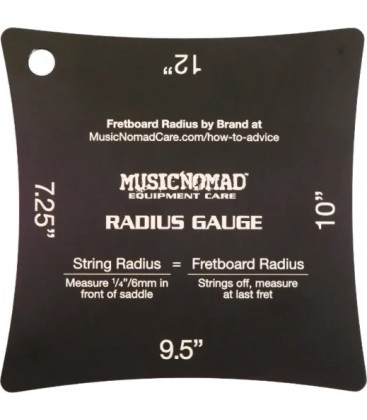 12"
Fretboard Radius by Brand at
MusicNomadCare.com/how-to-advice
MUSICNOMAD
EQUIPMENT CARE
RADIUS GAUGE
7.25"
10"
String Radius = Fretboard Radius
Measure ¼"/6mm in front of saddle
Strings off, measure at last fret
9.5"